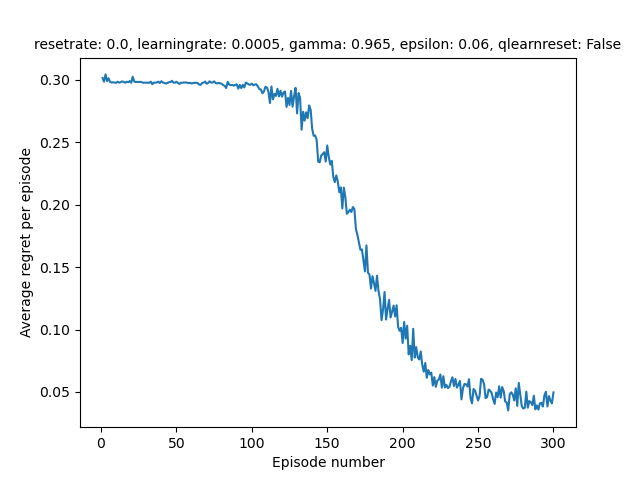 resetrate: 0.0, learningrate: 0.0005, gamma: 0.965, epsilon: 0.06, qlearnreset: False
0.30
0.25
0.20
0.15
0.10
0.05
Average regret per episode
0 50 100 150 200 250 300
Episode number